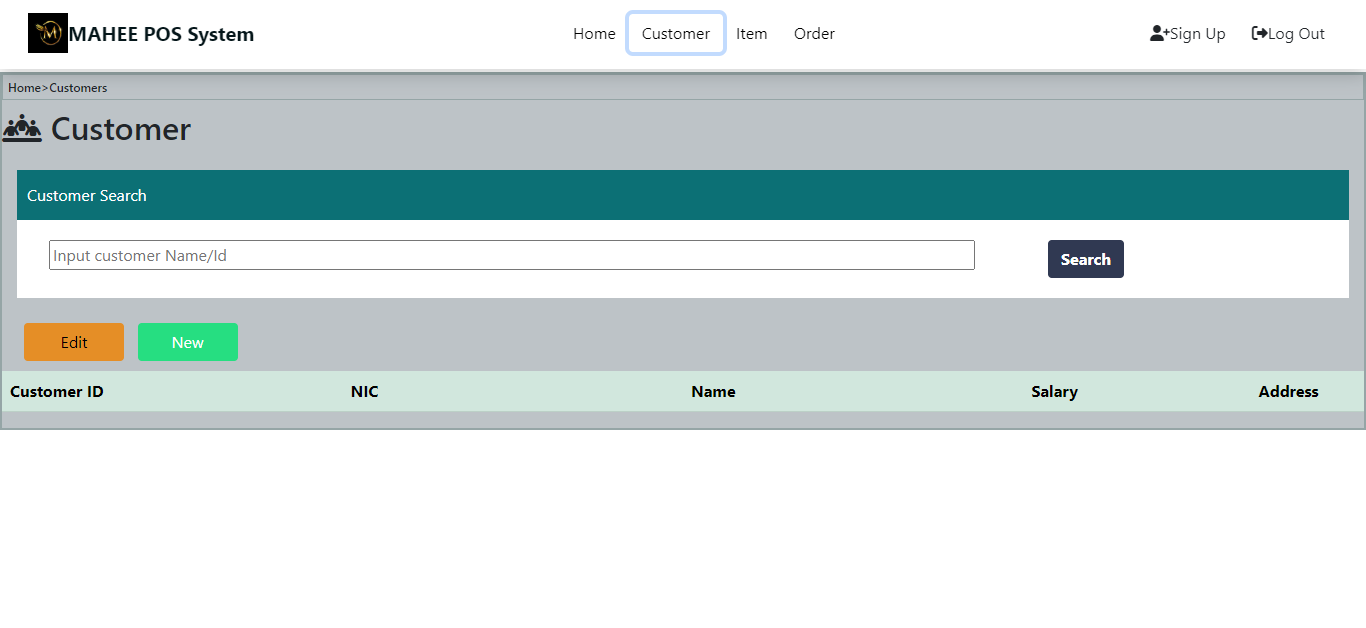 M
MAHEE POS System
Home Customer Item Order
Sign Up Log Out
Home>Customers
Customer
Customer Search
Input customer Name/Id
Search
Edit New
Customer ID NIC Name Salary Address